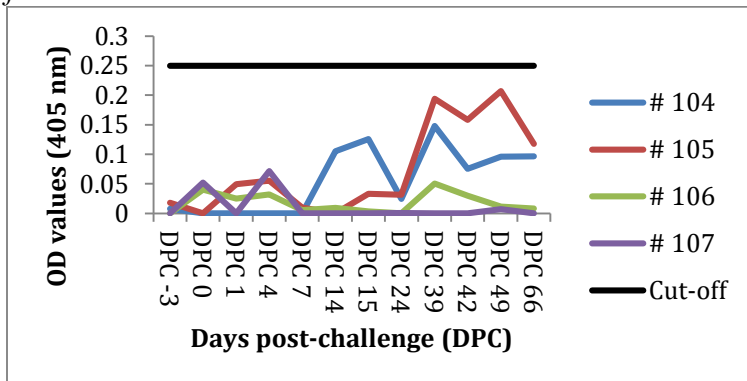 0.3
0.25
0.2
0.15
0.1
0.05
0
OD values (405 nm)
DPC -3
DPC 0
DPC 1
DPC 4
DPC 7
DPC 14
DPC 15
DPC 24
DPC 39
DPC 42
DPC 49
DPC 66
Days post-challenge (DPC)
# 104
# 105
# 106
# 107
Cut-off